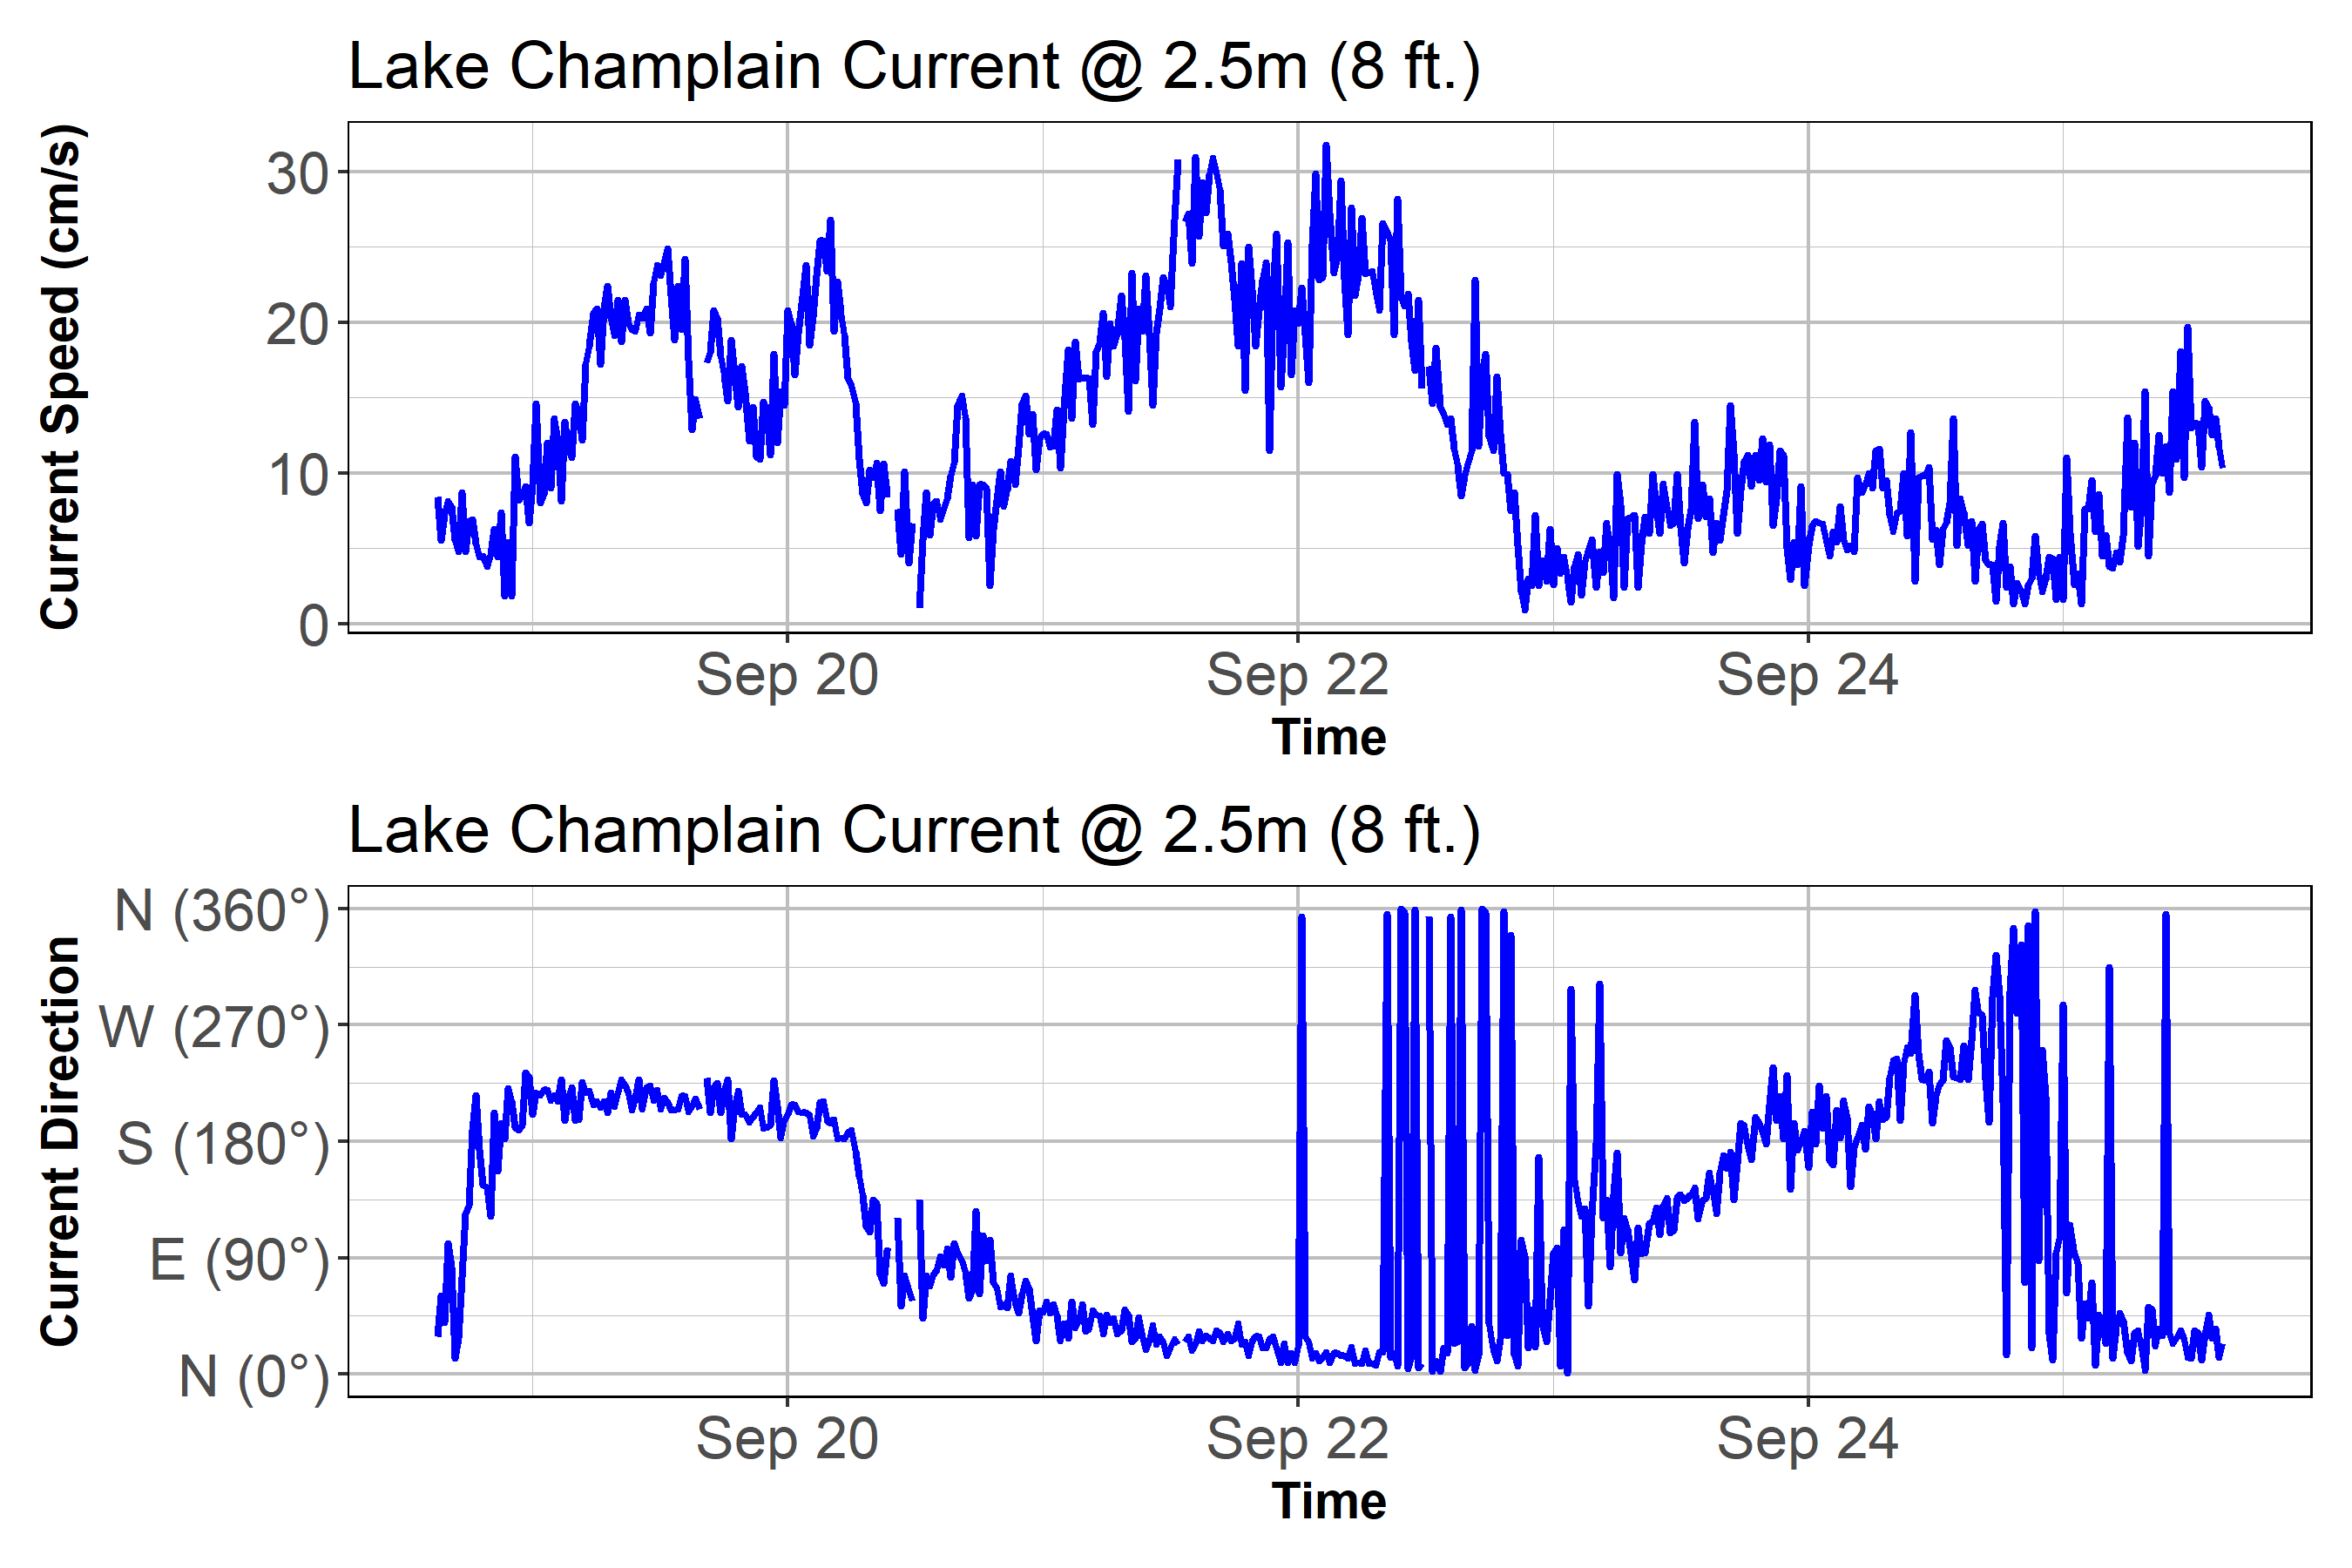 Lake Champlain Current @ 2.5m (8 ft.)
Current Speed (cm/s)
30
20
10
0
Sep 20 Sep 22 Sep 24
Time
Lake Champlain Current @ 2.5m (8 ft.)
Current Direction
N (360°)
W (270°)
S (180°)
E (90°)
N (0°)
Sep 20 Sep 22 Sep 24
Time